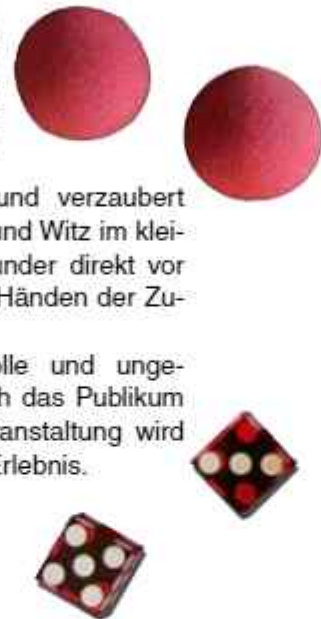 und verzaubert
und Witz im klei-
under direkt vor
Händen der Zu-
olle und unge-
h das Publikum
anstaltung wird
Erlebnis.